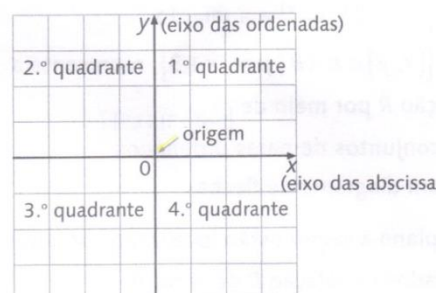 y (eixo das ordenadas)
2.º quadrante 1.º quadrante
origem
0
x
(eixo das abscissa
3.º quadrante 4.º quadrante